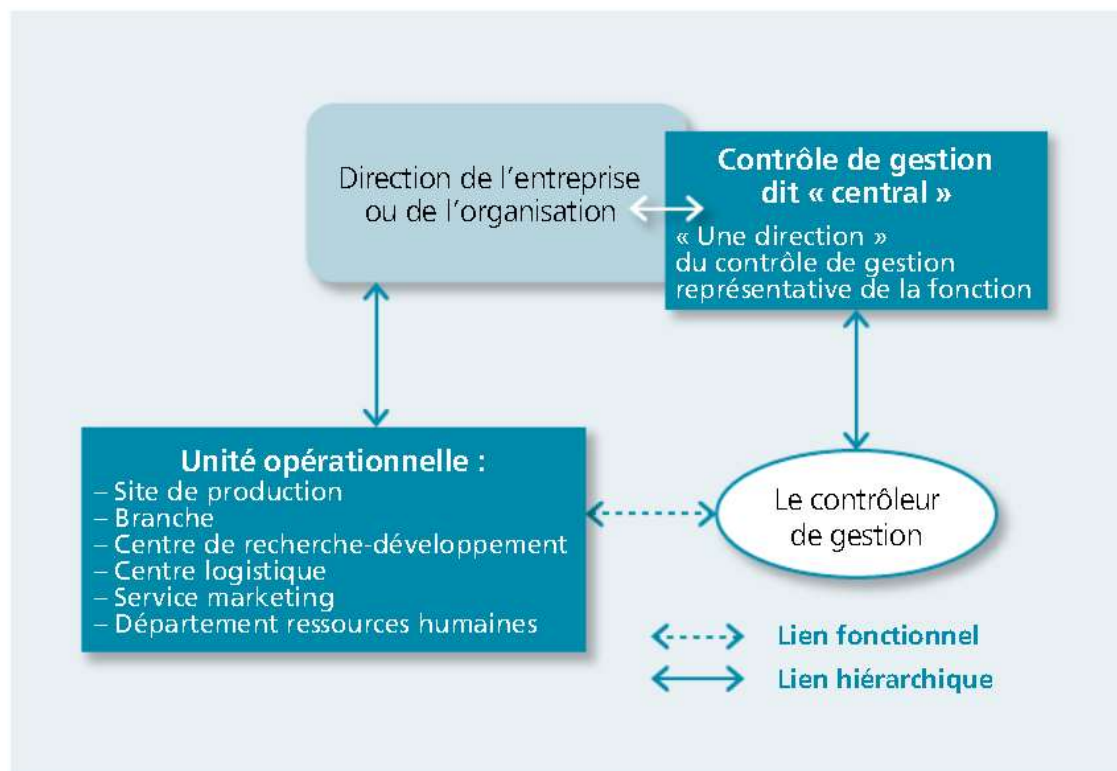 Direction de l'entreprise
ou de l'organisation
Contrôle de gestion
dit « central »
« Une direction »
du contrôle de gestion
représentative de la fonction
Unité opérationnelle :
– Site de production
– Branche
– Centre de recherche-développement
– Centre logistique
– Service marketing
– Département ressources humaines
Le contrôleur
de gestion
Lien fonctionnel
Lien hiérarchique